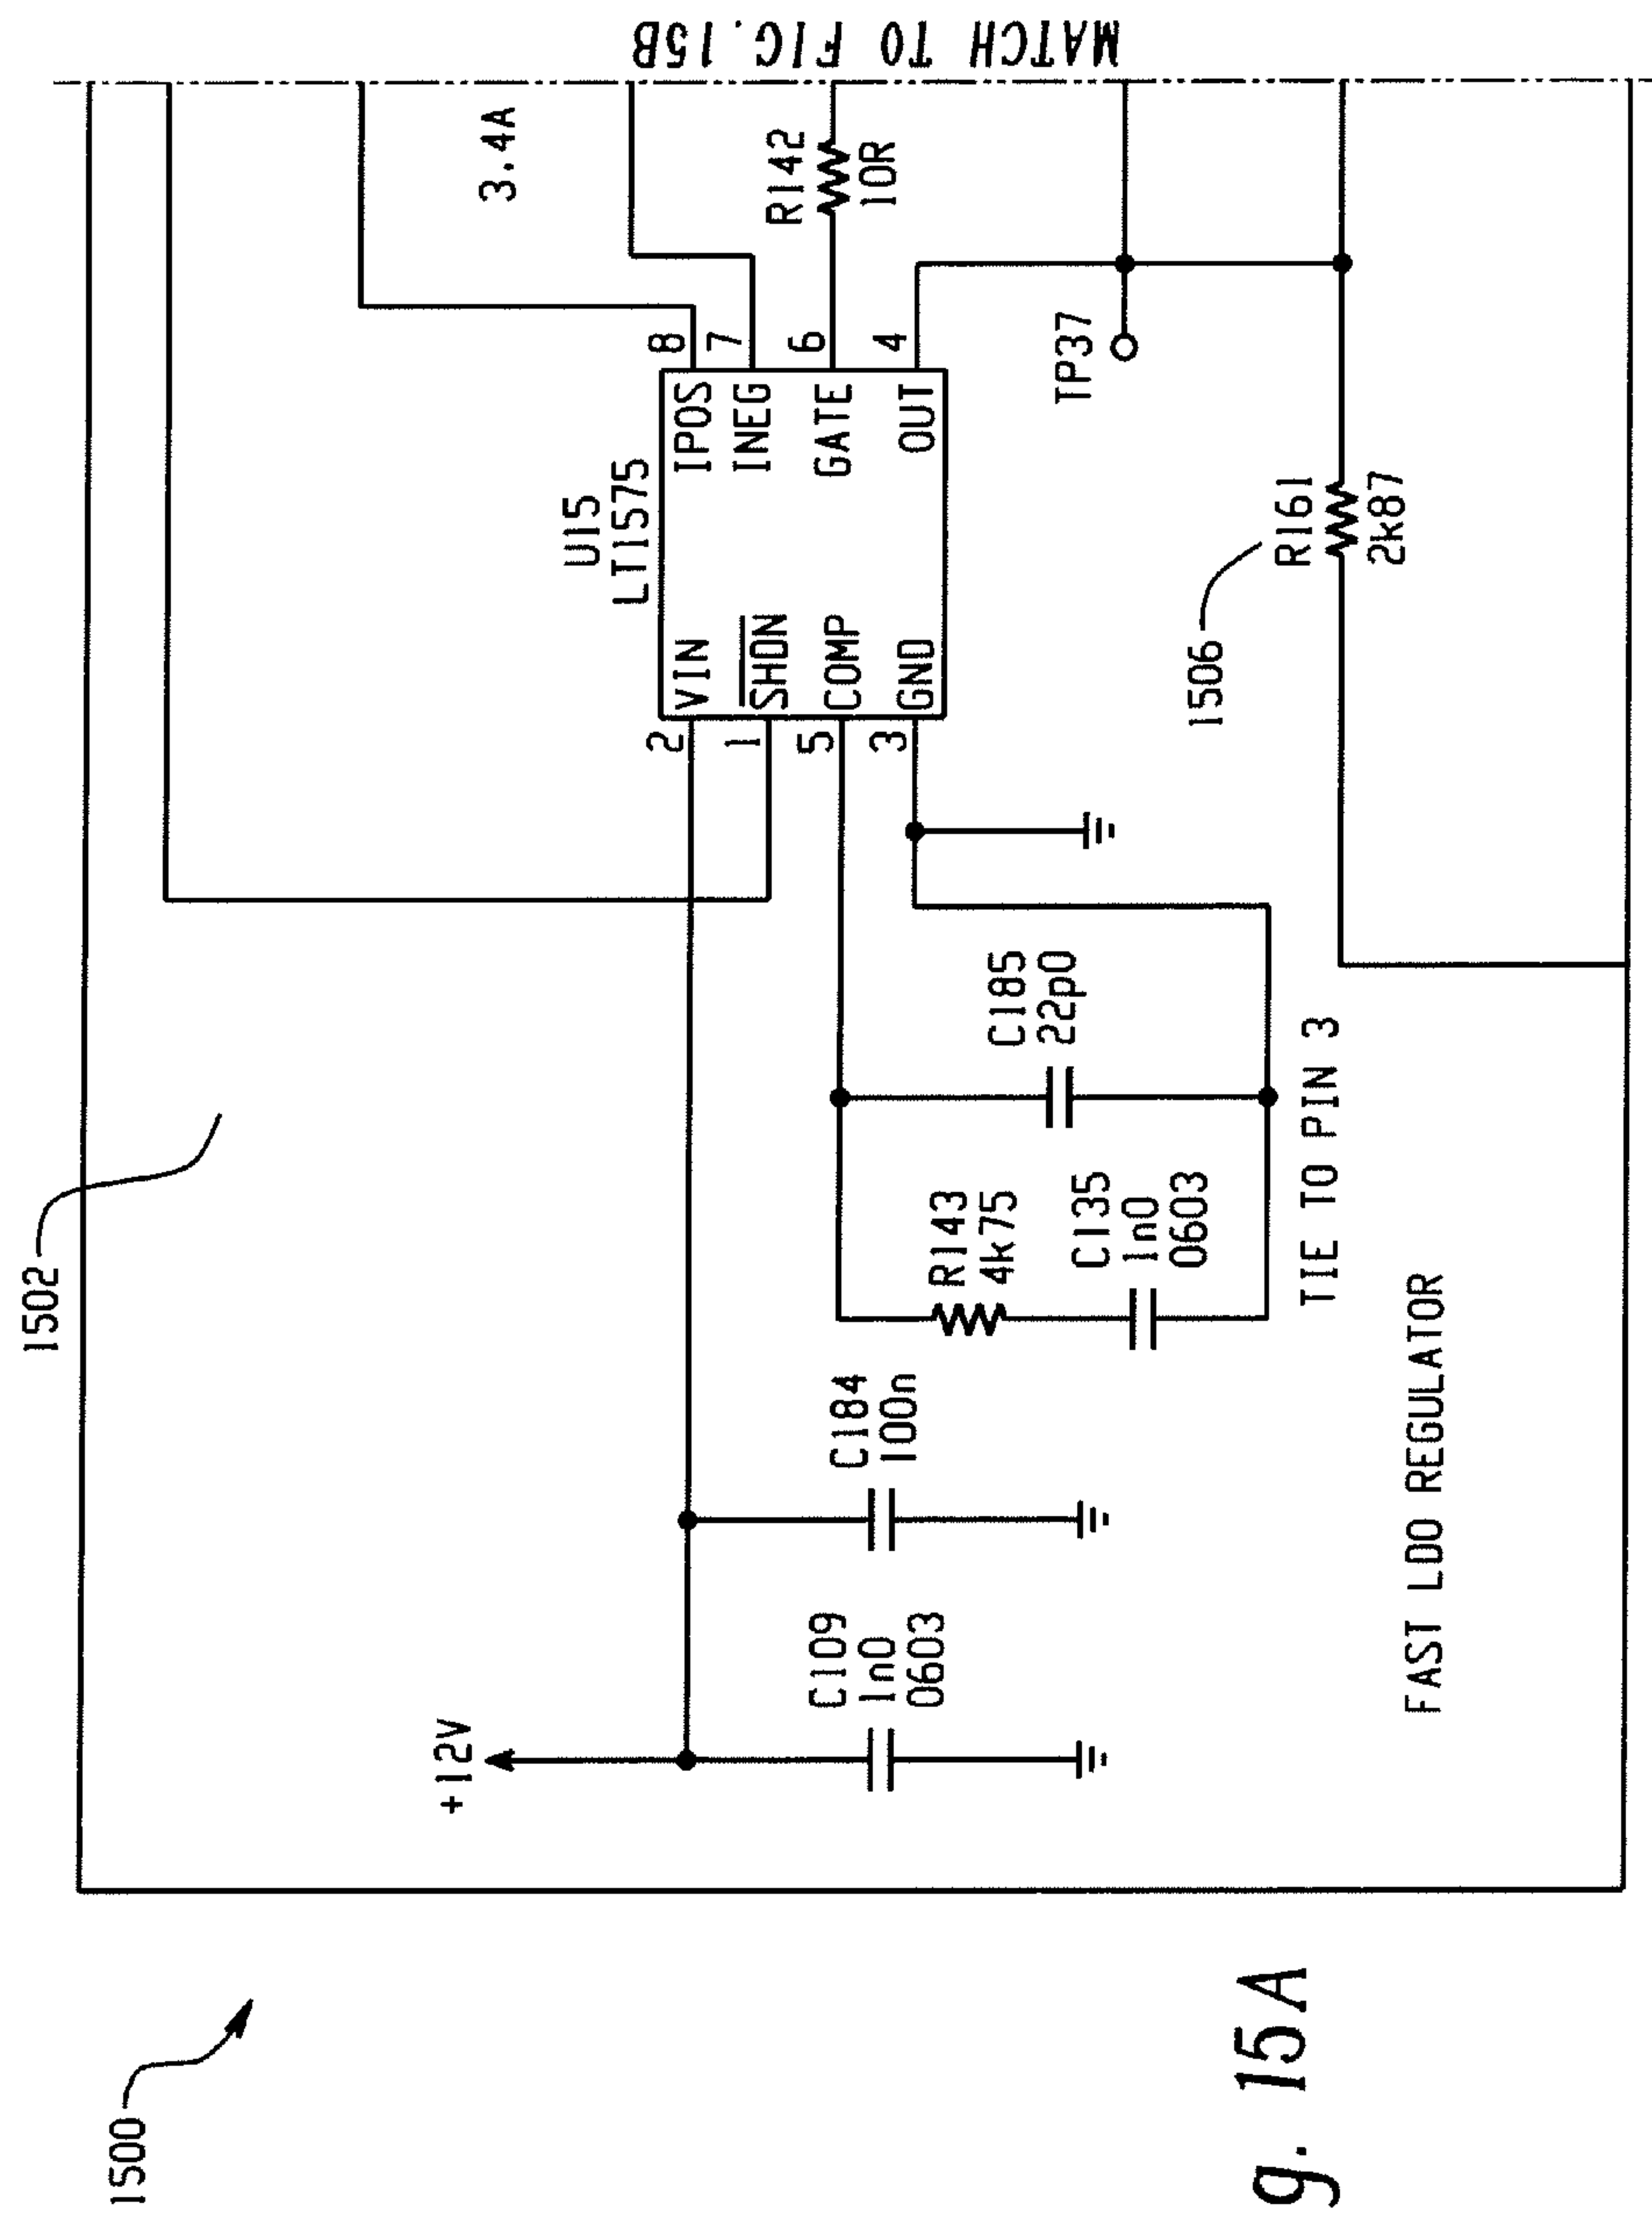 1500
1502
+12V
C109
1n0
0603
C184
100n
R143
4k75
C135
1n0
0603
C185
22p0
TIE TO PIN 3
FAST LDO REGULATOR
U15
LT1575
2
VIN
1
SHDN
5
COMP
3
GND
IPOS
8
INEG
7
GATE
6
OUT
4
3.4A
R142
10R
TP37
1506
R161
2k87
MATCH TO FIG.15B
g. 15A